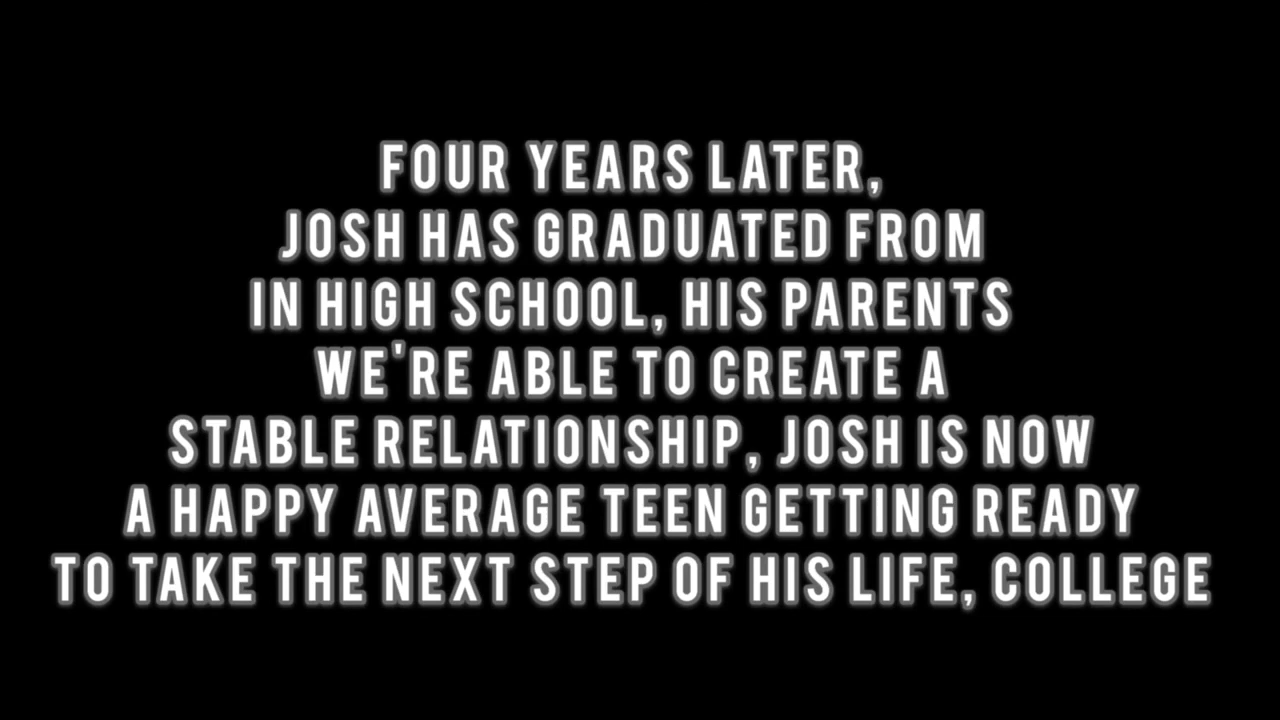 FOUR YEARS LATER,
JOSH HAS GRADUATED FROM
IN HIGH SCHOOL, HIS PARENTS
WE'RE ABLE TO CREATE A
STABLE RELATIONSHIP, JOSH IS NOW
A HAPPY AVERAGE TEEN GETTING READY
TO TAKE THE NEXT STEP OF HIS LIFE, COLLEGE